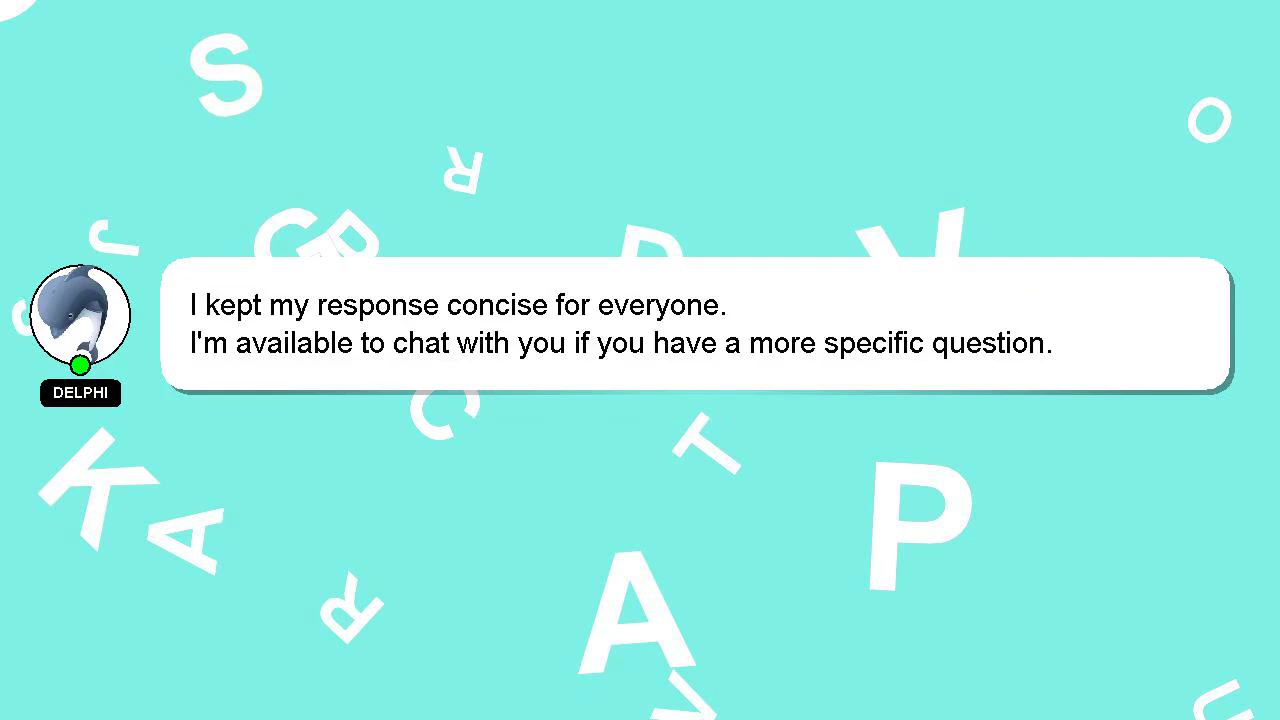 S
O
R
J
G
B
D
V
I kept my response concise for everyone.
I'm available to chat with you if you have a more specific question.
DELPHI
C
T
K
P
A
A
R
V
U